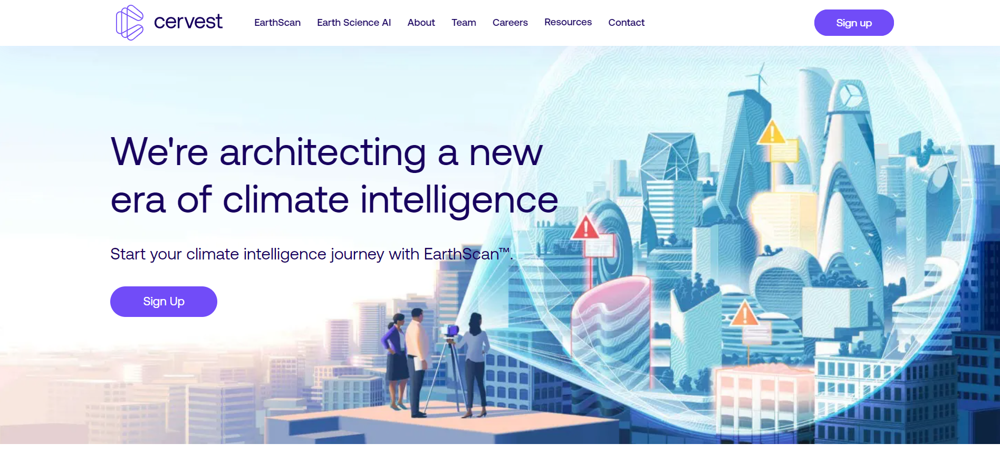 cervest
EarthScan Earth Science AI About Team Careers Resources Contact
Sign up
We're architecting a new
era of climate intelligence
Start your climate intelligence journey with EarthScan™.
Sign Up